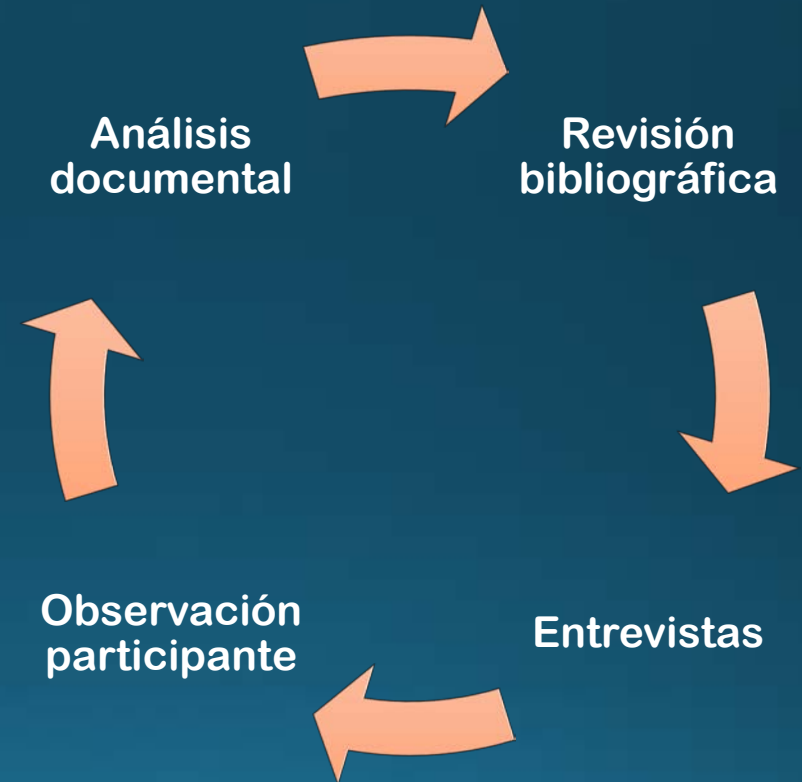 Análisis
documental
Revisión
bibliográfica
Entrevistas
Observación
participante